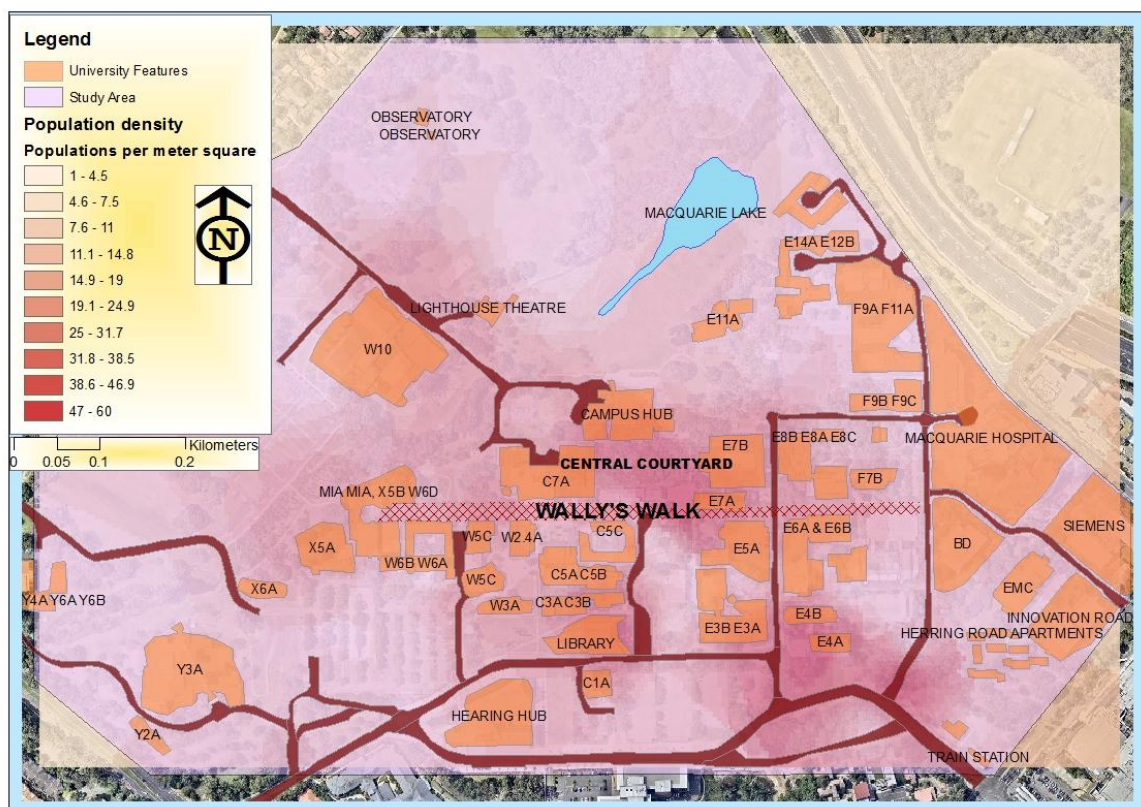 Legend
University Features
Study Area
Population density
Populations per meter square
1 - 4.5
4.6 - 7.5
7.6 - 11
11.1 - 14.8
14.9 - 19
19.1 - 24.9
25 - 31.7
31.8 - 38.5
38.6 - 46.9
47 - 60
N
Kilometers
0 0.05 0.1 0.2
OBSERVATORY
OBSERVATORY
MACQUARIE LAKE
E14A E12B
LIGHTHOUSE THEATRE
E11A
F9A F11A
W10
F9B F9C
CAMPUS HUB
E7B
E8B E8A E8C
MACQUARIE HOSPITAL
CENTRAL COURTYARD
C7A
F7B
MIA MIA, X5B W6D
E7A
WALLY'S WALK
SIEMENS
W5C
W2.4A
C5C
E6A & E6B
X5A
E5A
BD
W6B W6A
C5A C5B
W5C
EMC
X6A
Y4A Y6A Y6B
W3A
C3A C3B
E4B
INNOVATION ROAD
E3B E3A
HERRING ROAD APARTMENTS
LIBRARY
E4A
Y3A
C1A
HEARING HUB
Y2A
TRAIN STATION